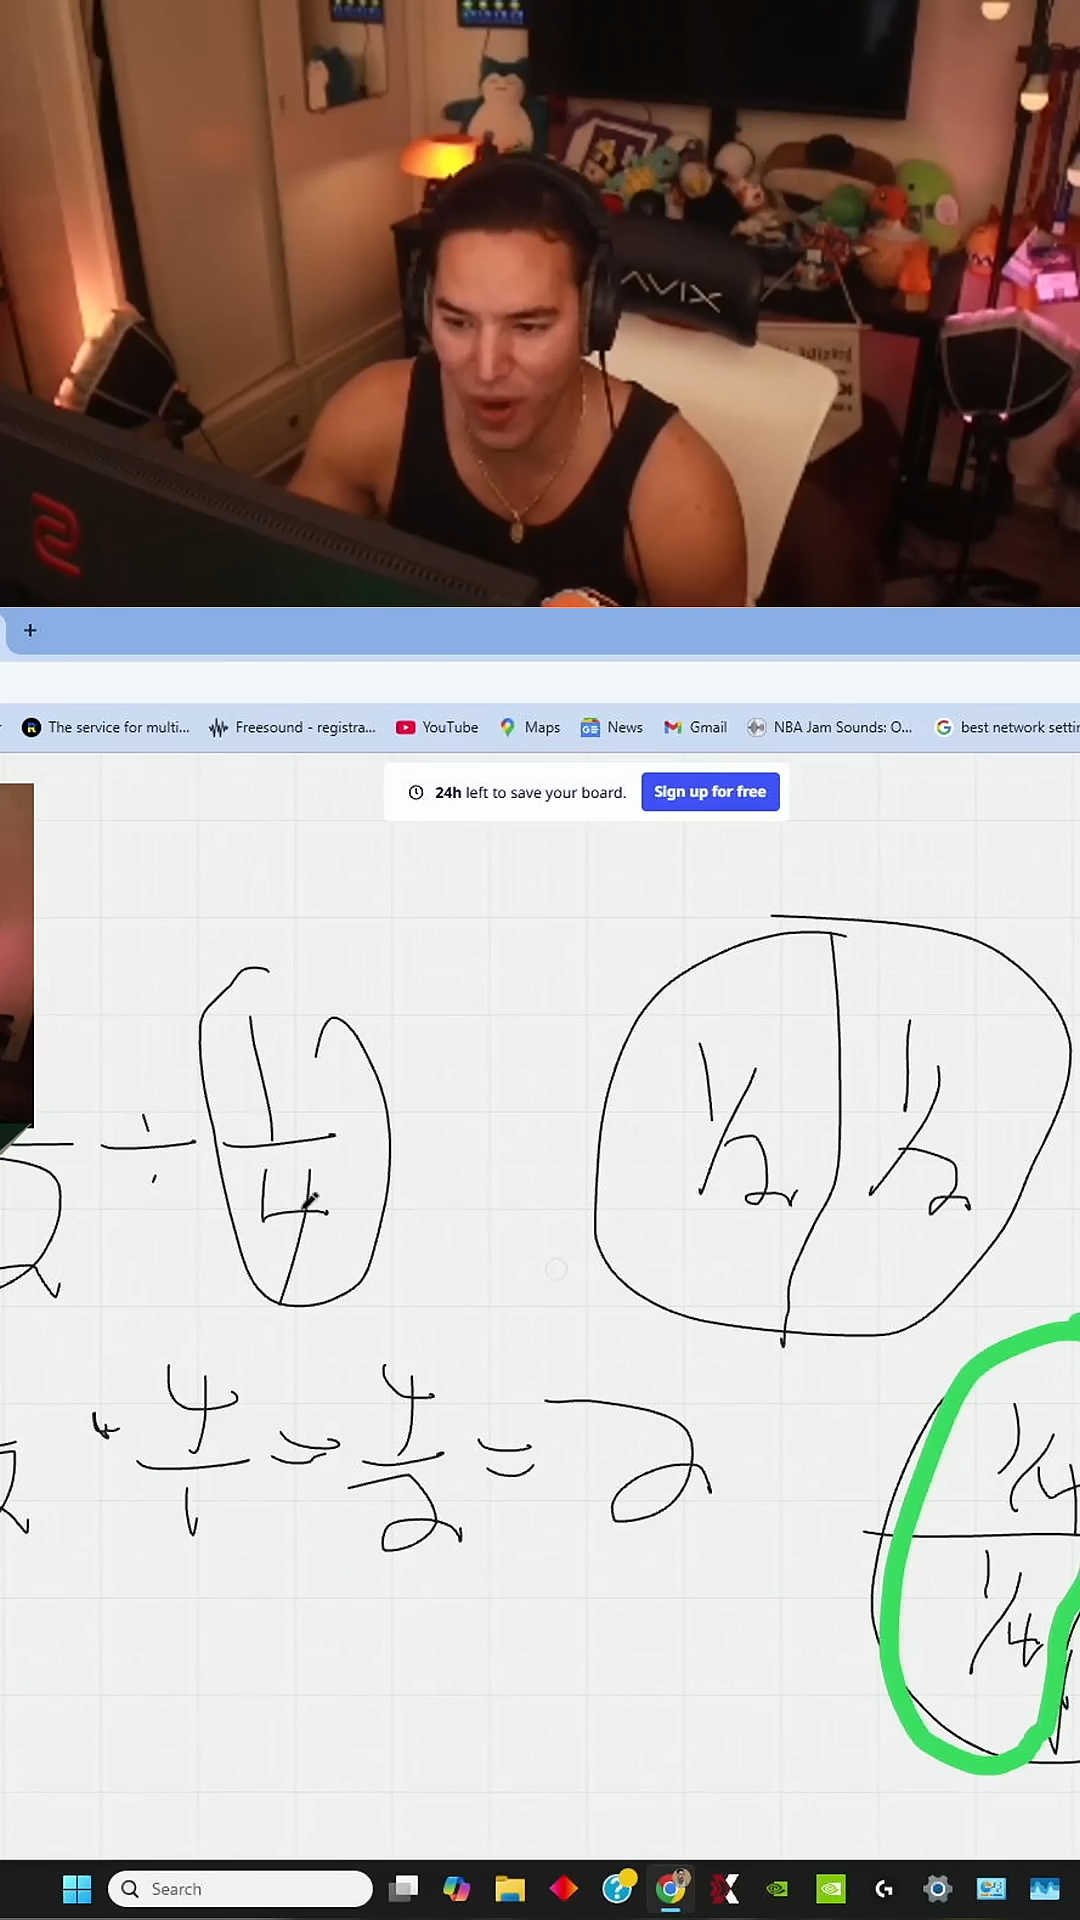 AVIX
+
The service for multi...
Freesound - registra...
YouTube
Maps
News
Gmail
NBA Jam Sounds: O...
best network settin
24h left to save your board.
Sign up for free
2 ÷ 1/4
1/2 1/2
* 4/1 = 4/2 = 2
1/4
1/4
Search